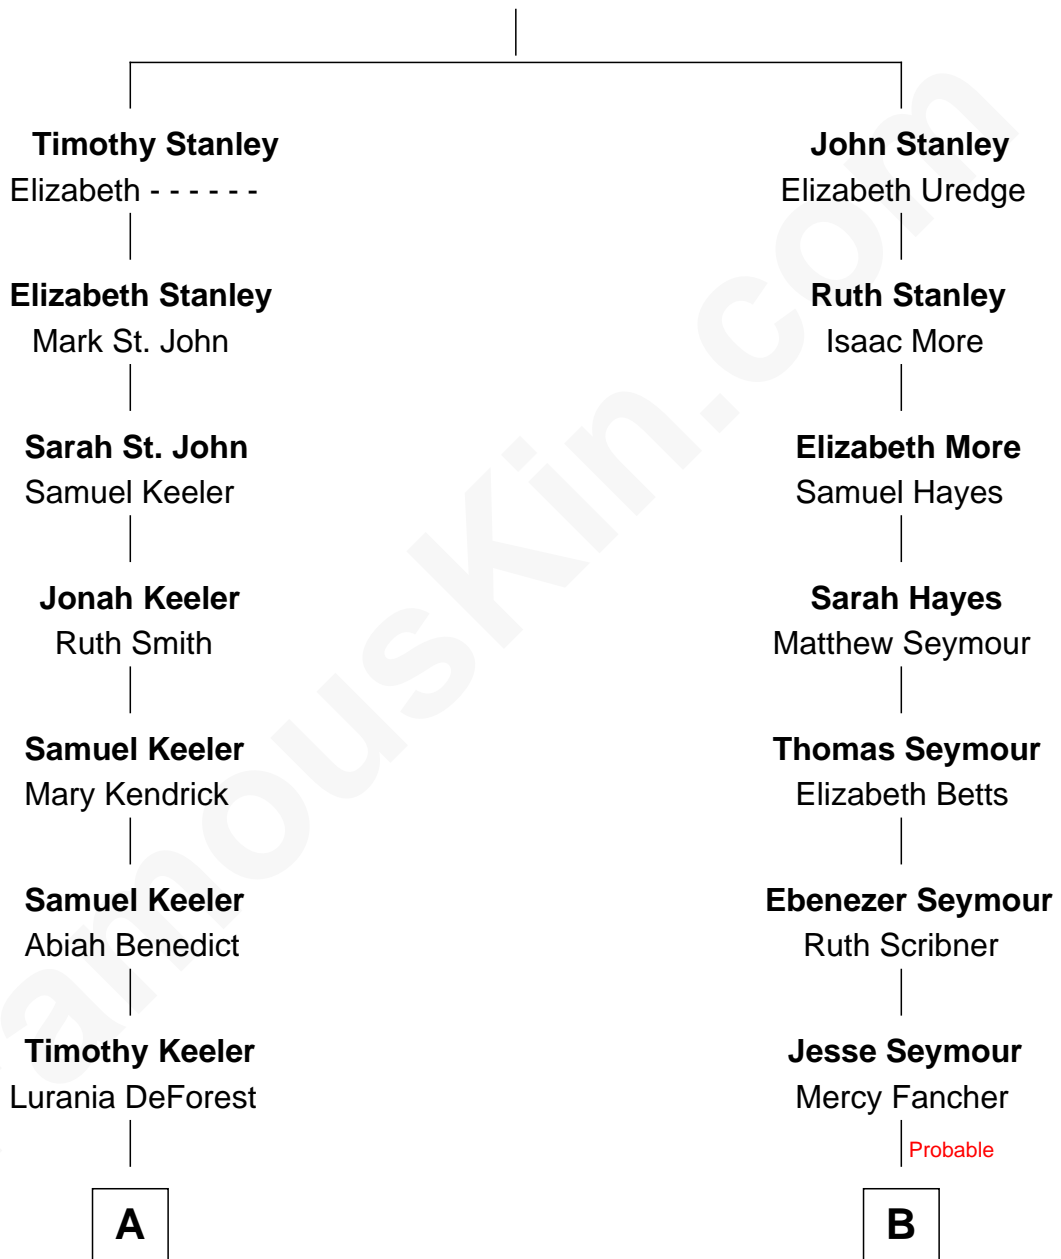 Timothy Stanley
Elizabeth - - - - - -
John Stanley
Elizabeth Uredge
Elizabeth Stanley
Mark St. John
Ruth Stanley
Isaac More
Sarah St. John
Samuel Keeler
Elizabeth More
Samuel Hayes
Jonah Keeler
Ruth Smith
Sarah Hayes
Matthew Seymour
Samuel Keeler
Mary Kendrick
Thomas Seymour
Elizabeth Betts
Samuel Keeler
Abiah Benedict
Ebenezer Seymour
Ruth Scribner
Timothy Keeler
Lurania DeForest
Jesse Seymour
Mercy Fancher
Probable
A
B
amouskin.com